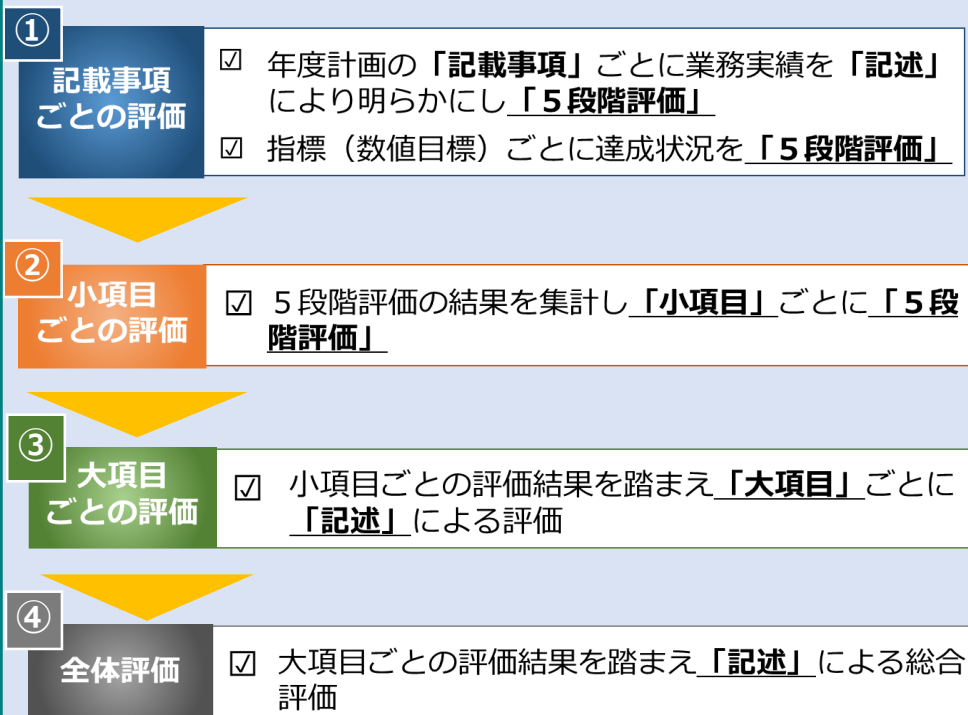 ①
記載事項
ごとの評価
☑ 年度計画の「記載事項」ごとに業務実績を「記述」
により明らかにし「５段階評価」
☑ 指標（数値目標）ごとに達成状況を「５段階評価」
②
小項目
ごとの評価
☑ ５段階評価の結果を集計し「小項目」ごとに「５段
階評価」
③
大項目
ごとの評価
☑ 小項目ごとの評価結果を踏まえ「大項目」ごとに
「記述」による評価
④
全体評価
☑ 大項目ごとの評価結果を踏まえ「記述」による総合
評価